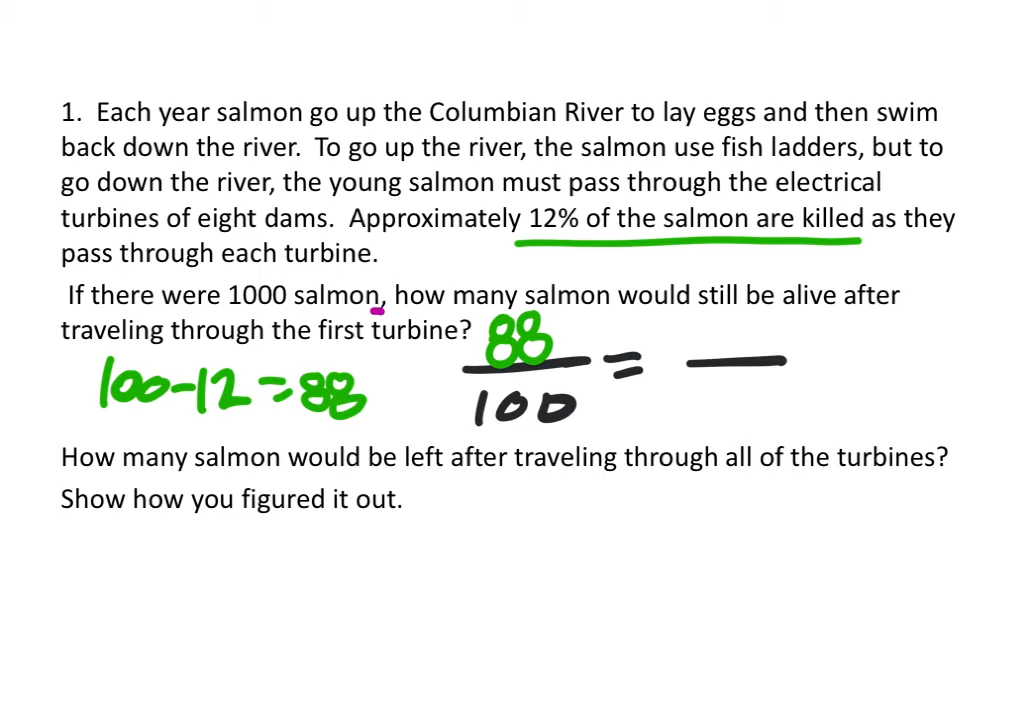 1. Each year salmon go up the Columbian River to lay eggs and then swim
back down the river. To go up the river, the salmon use fish ladders, but to
go down the river, the young salmon must pass through the electrical
turbines of eight dams. Approximately 12% of the salmon are killed as they
pass through each turbine.
If there were 1000 salmon, how many salmon would still be alive after
traveling through the first turbine?
100-12=88
88
=
100
How many salmon would be left after traveling through all of the turbines?
Show how you figured it out.